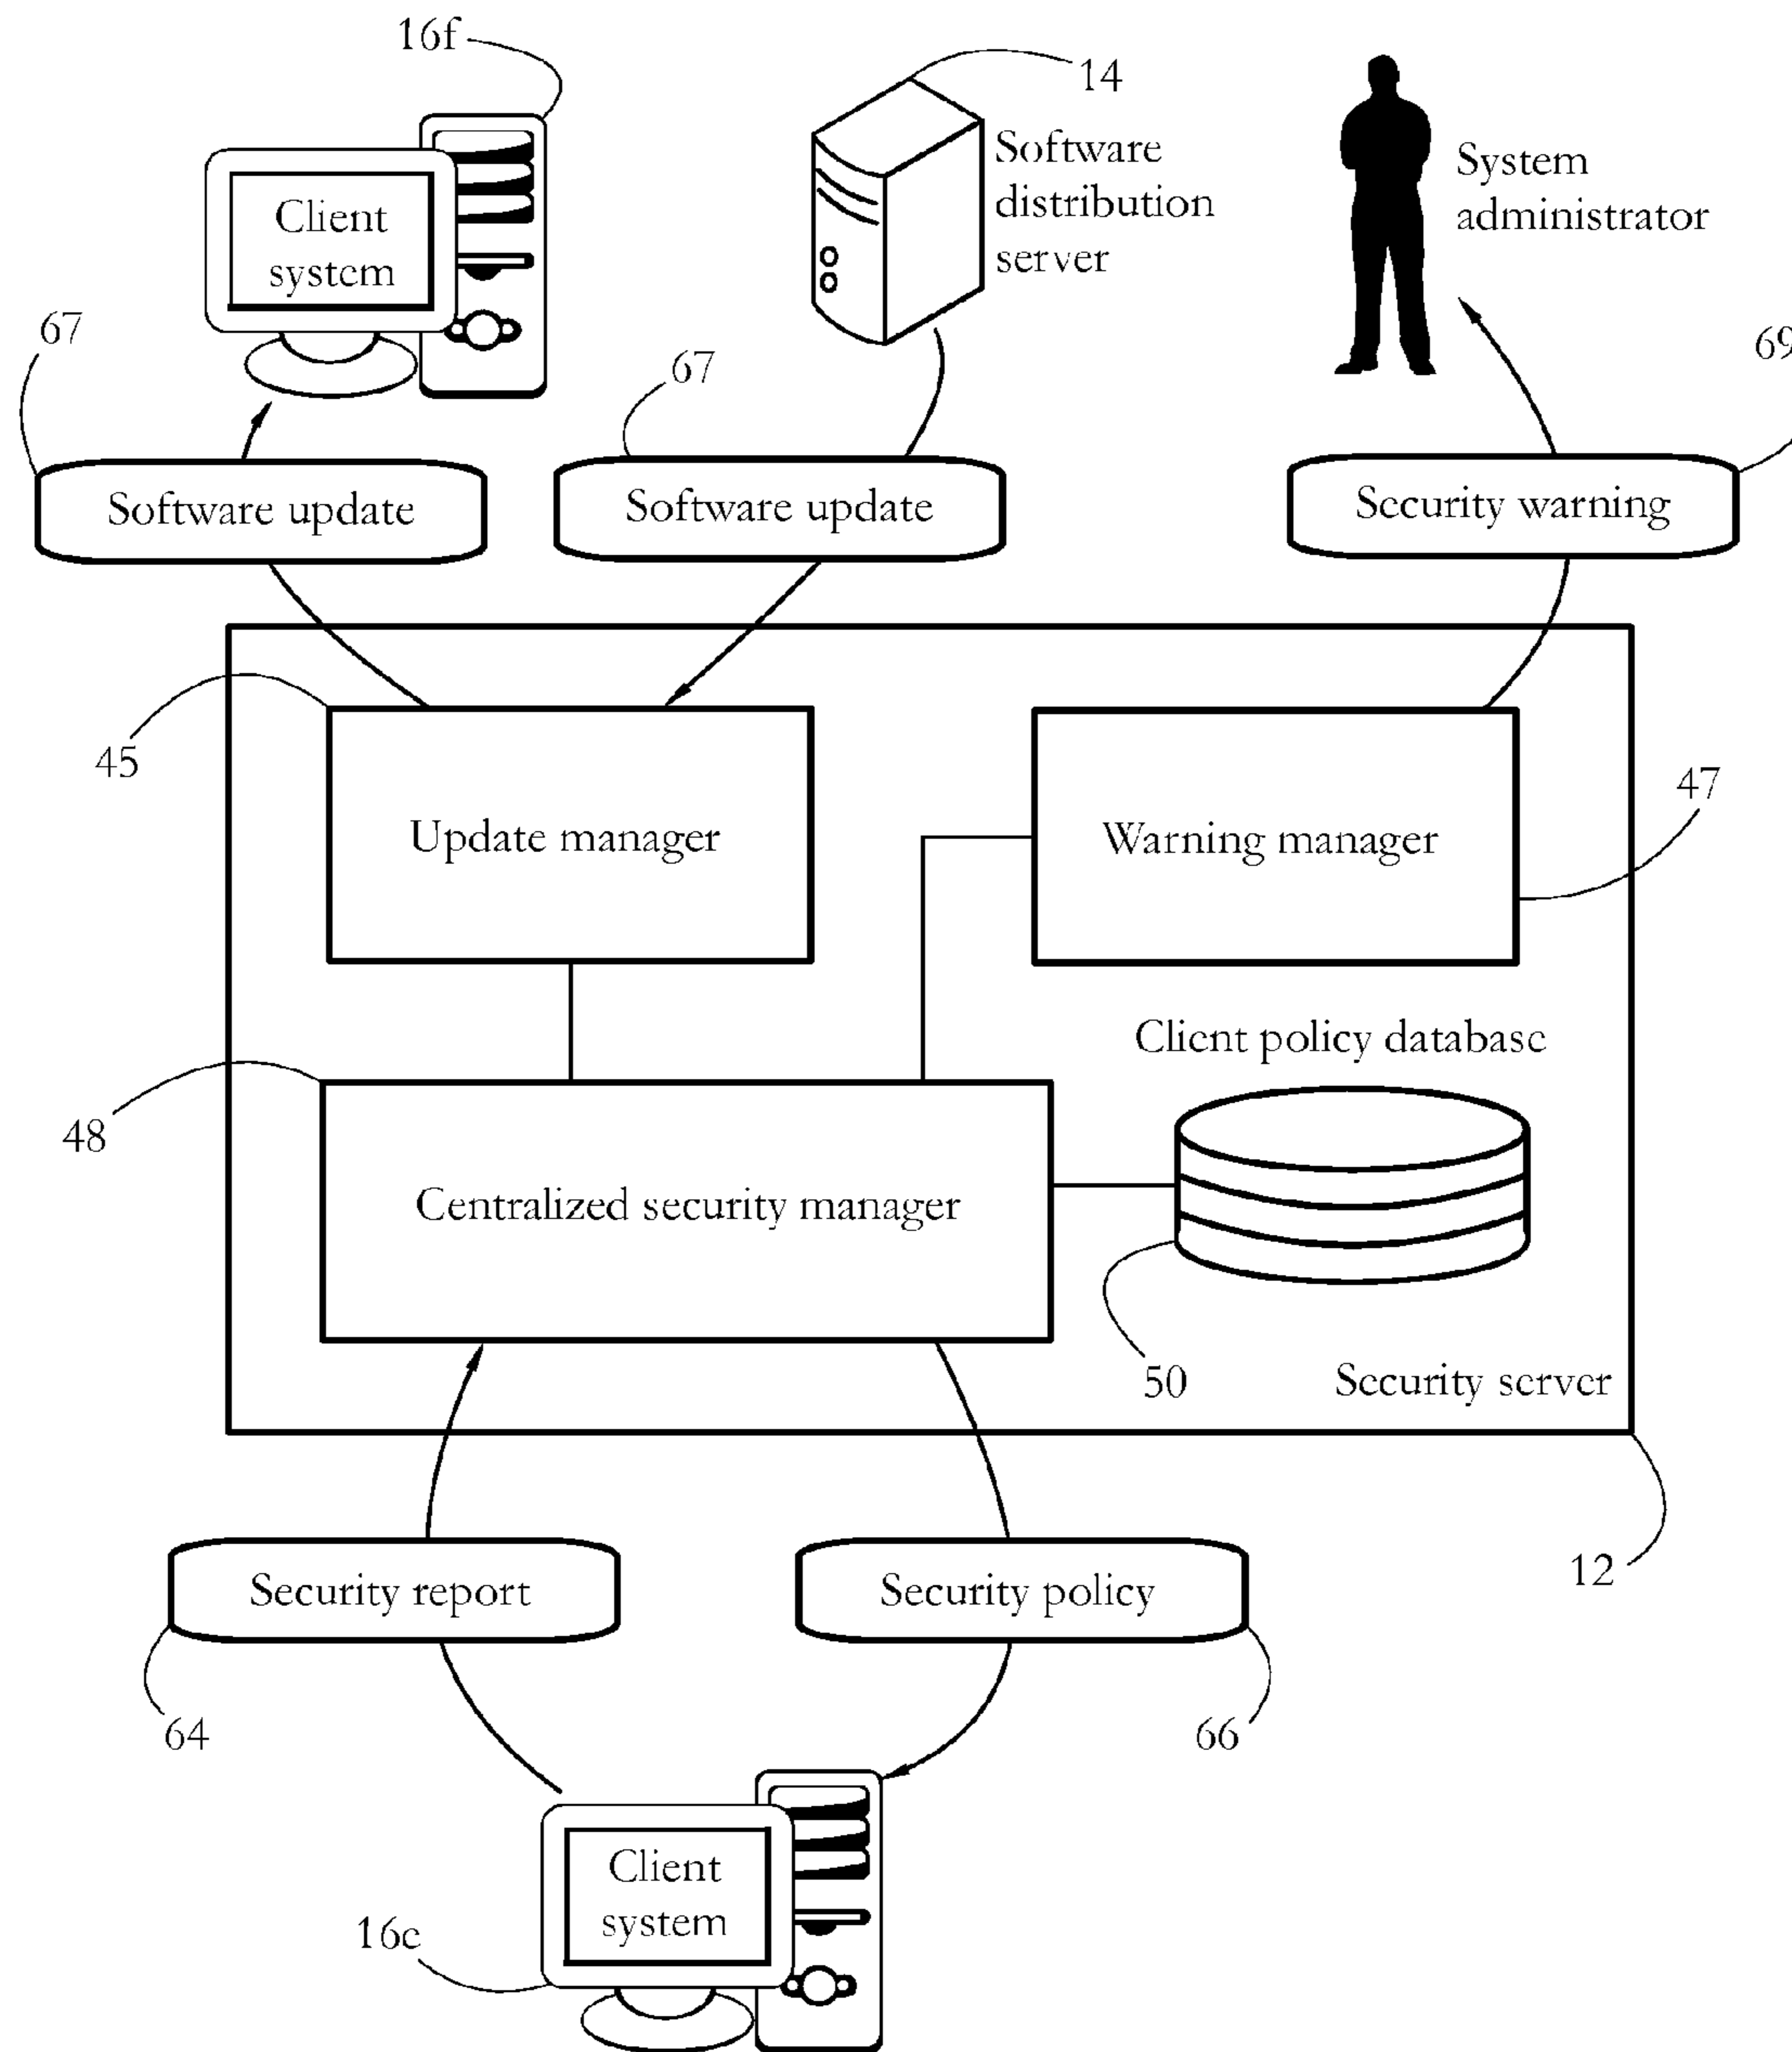 16f
14
Client
system
Software
distribution
server
System
administrator
67
67
69
Software update
Software update
Security warning
45
47
Update manager
Warning manager
Client policy database
48
Centralized security manager
50
Security server
12
Security report
Security policy
64
66
Client
system
16e